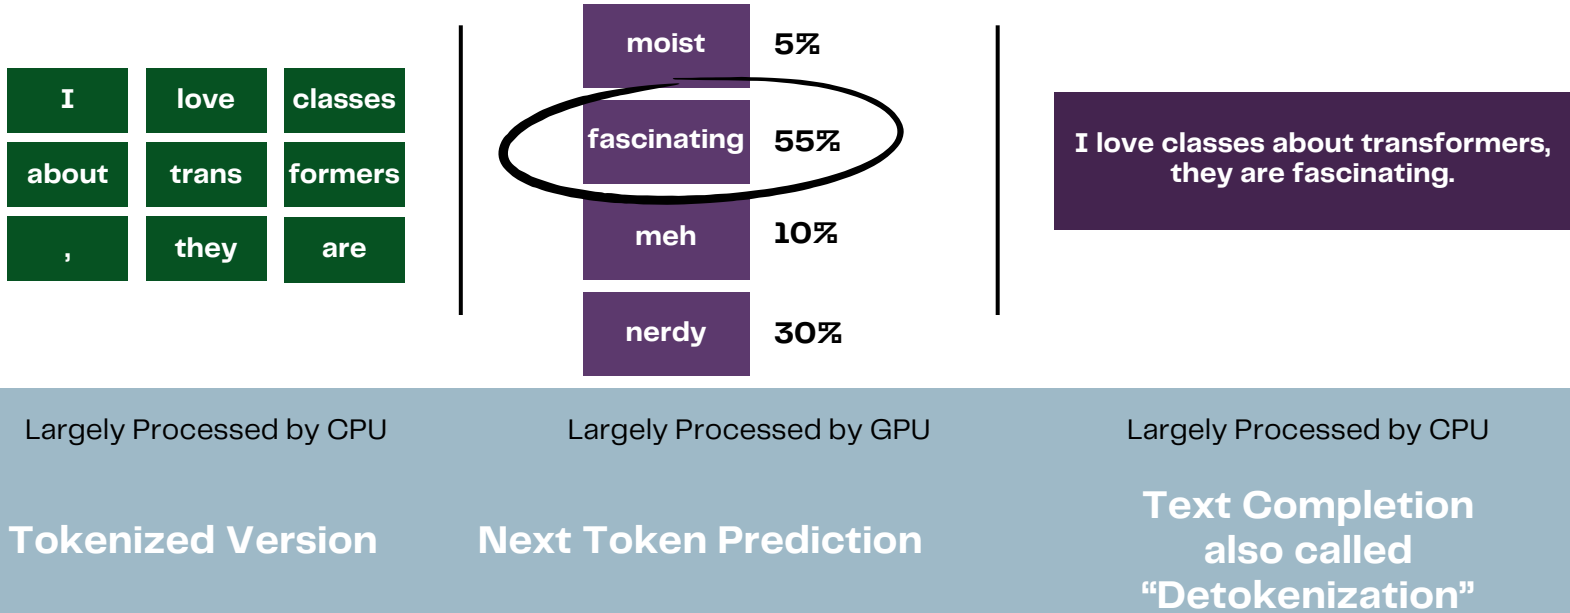 I love classes
about trans formers
, they are
moist 5%
fascinating 55%
meh 10%
nerdy 30%
I love classes about transformers,
they are fascinating.
Largely Processed by CPU
Tokenized Version
Largely Processed by GPU
Next Token Prediction
Largely Processed by CPU
Text Completion
also called
“Detokenization”